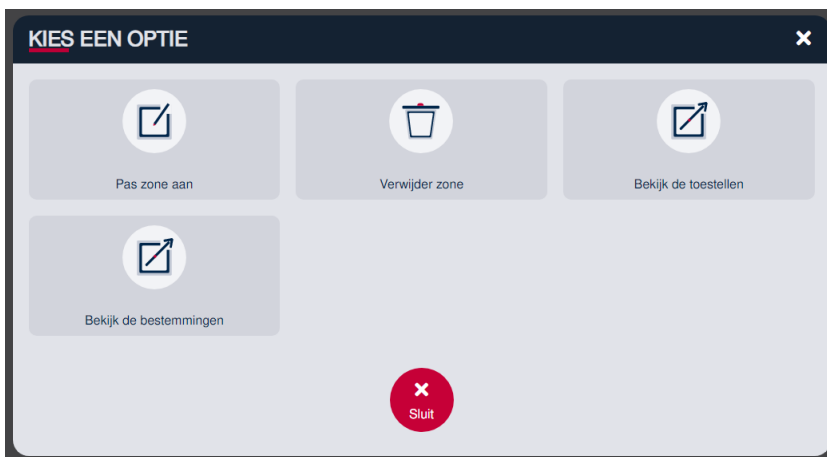 KIES EEN OPTIE
Pas zone aan
Verwijder zone
Bekijk de toestellen
Bekijk de bestemmingen
Sluit